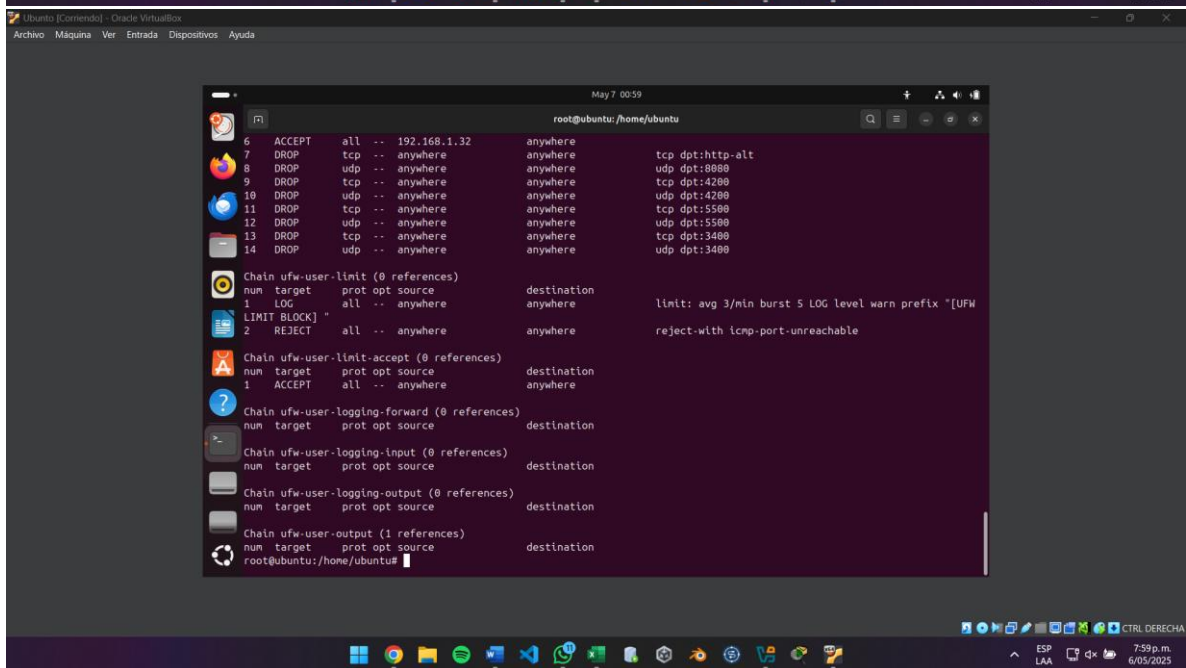 Ubunto [Corriendo] - Oracle VirtualBox
Archivo Máquina Ver Entrada Dispositivos Ayuda
May 7 00:59
root@ubuntu: /home/ubuntu
6 ACCEPT all -- 192.168.1.32 anywhere
7 DROP tcp -- anywhere anywhere tcp dpt:http-alt
8 DROP udp -- anywhere anywhere udp dpt:8080
9 DROP tcp -- anywhere anywhere tcp dpt:4200
10 DROP udp -- anywhere anywhere udp dpt:4200
11 DROP tcp -- anywhere anywhere tcp dpt:5500
12 DROP udp -- anywhere anywhere udp dpt:5500
13 DROP tcp -- anywhere anywhere tcp dpt:3400
14 DROP udp -- anywhere anywhere udp dpt:3400
Chain ufw-user-limit (0 references)
num target prot opt source destination
1 LOG all -- anywhere anywhere limit: avg 3/min burst 5 LOG level warn prefix "[UFW
LIMIT BLOCK] "
2 REJECT all -- anywhere anywhere reject-with icmp-port-unreachable
Chain ufw-user-limit-accept (0 references)
num target prot opt source destination
1 ACCEPT all -- anywhere anywhere
Chain ufw-user-logging-forward (0 references)
num target prot opt source destination
Chain ufw-user-logging-input (0 references)
num target prot opt source destination
Chain ufw-user-logging-output (0 references)
num target prot opt source destination
Chain ufw-user-output (1 references)
num target prot opt source destination
root@ubuntu:/home/ubuntu#
CTRL DERECHA
ESP
LAA
7:59 p. m.
6/05/2025